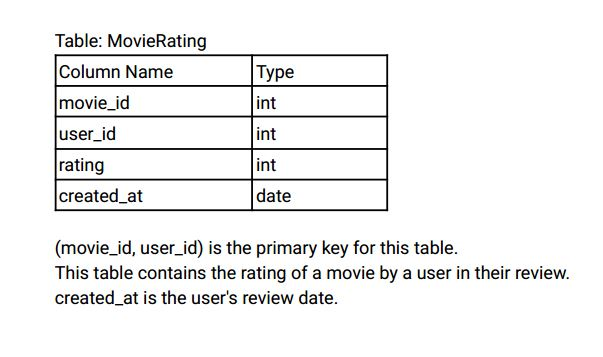 Table: MovieRating
Column Name Type
movie_id int
user_id int
rating int
created_at date
(movie_id, user_id) is the primary key for this table.
This table contains the rating of a movie by a user in their review.
created_at is the user's review date.